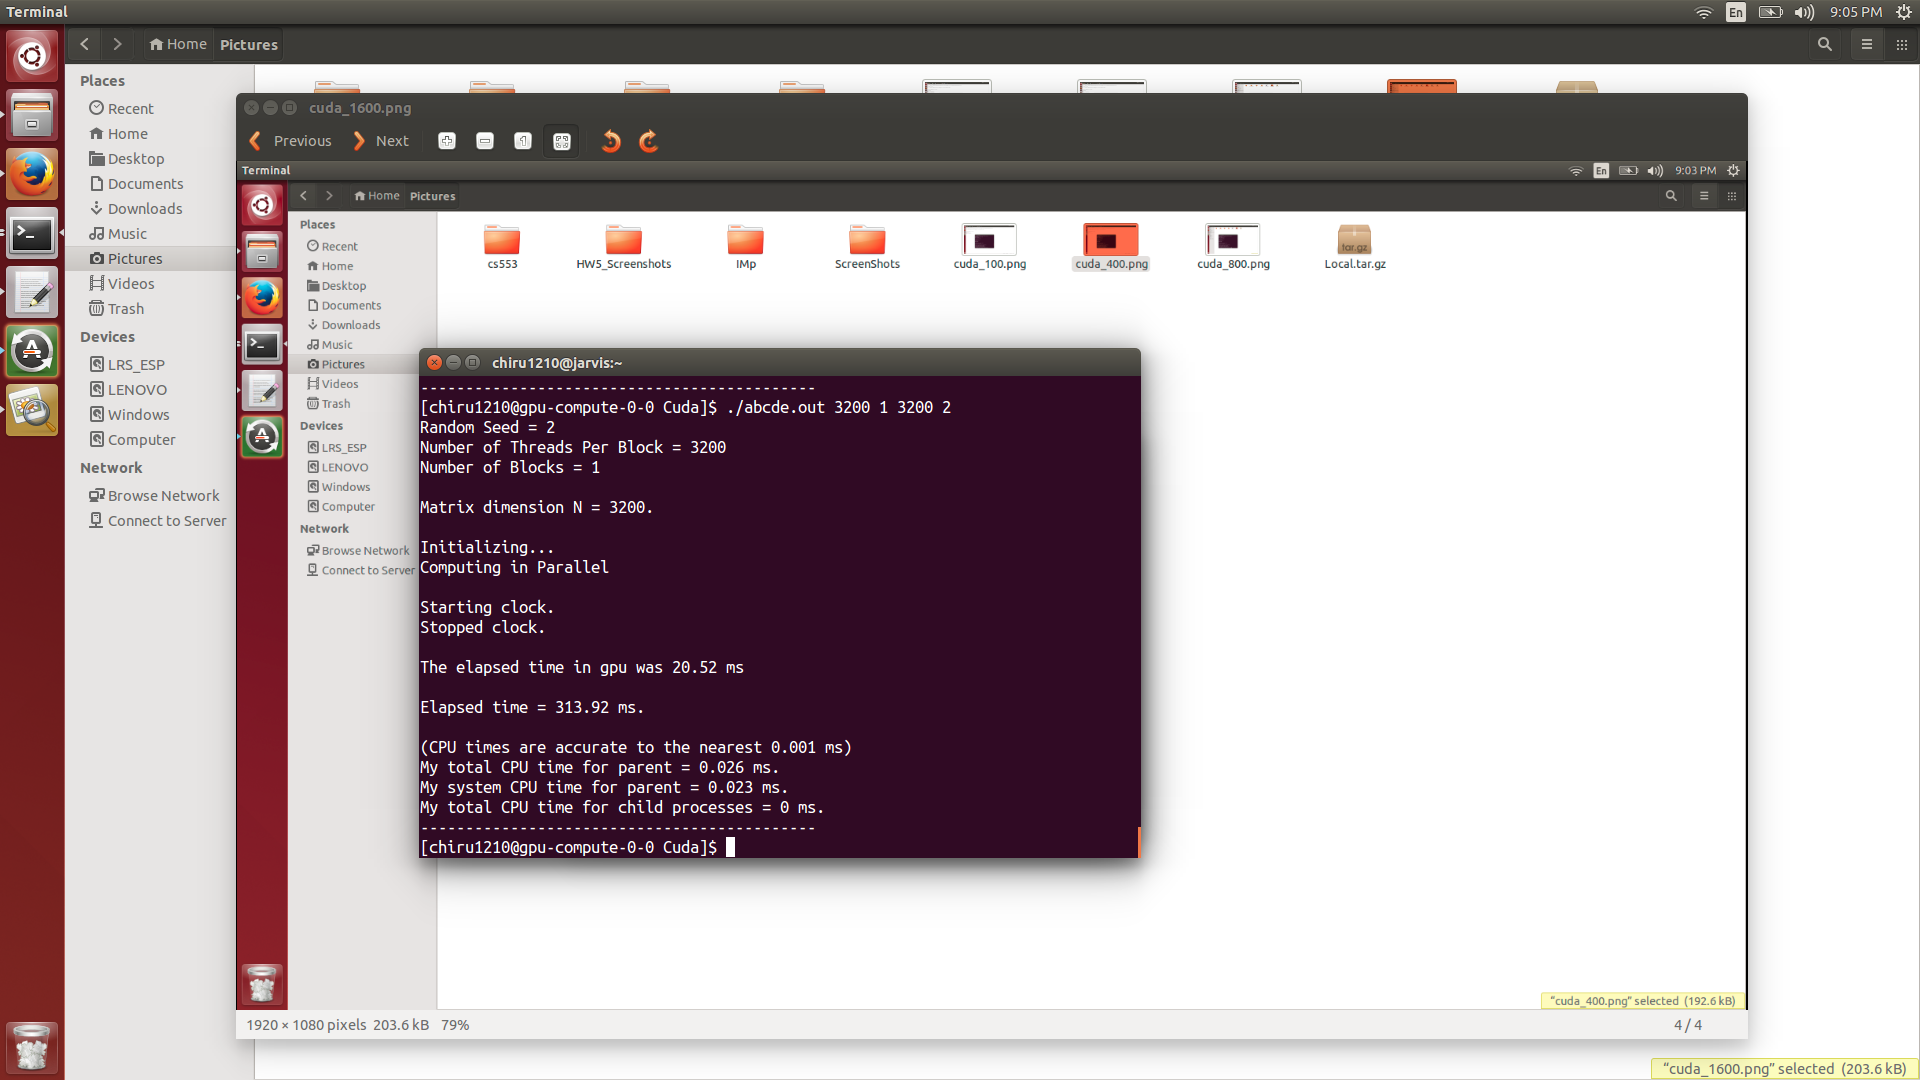 Terminal
En
9:05 PM
Home
Pictures
Places
Recent
Home
Desktop
Documents
Downloads
Music
Pictures
Videos
Trash
Devices
LRS_ESP
LENOVO
Windows
Computer
Network
Browse Network
Connect to Server
cuda_1600.png
Previous
Next
Terminal
En
9:03 PM
Home
Pictures
Places
Recent
Home
Desktop
Documents
Downloads
Music
Pictures
Videos
Trash
Devices
LRS_ESP
LENOVO
Windows
Computer
Network
Browse Network
Connect to Server
cs553
HW5_Screenshots
IMp
ScreenShots
cuda_100.png
cuda_400.png
cuda_800.png
tar.gz
Local.tar.gz
chiru1210@jarvis:~
--------------------------------------------
[chiru1210@gpu-compute-0-0 Cuda]$ ./abcde.out 3200 1 3200 2
Random Seed = 2
Number of Threads Per Block = 3200
Number of Blocks = 1
Matrix dimension N = 3200.
Initializing...
Computing in Parallel
Starting clock.
Stopped clock.
The elapsed time in gpu was 20.52 ms
Elapsed time = 313.92 ms.
(CPU times are accurate to the nearest 0.001 ms)
My total CPU time for parent = 0.026 ms.
My system CPU time for parent = 0.023 ms.
My total CPU time for child processes = 0 ms.
--------------------------------------------
[chiru1210@gpu-compute-0-0 Cuda]$
"cuda_400.png" selected (192.6 kB)
1920 × 1080 pixels 203.6 kB 79%
4 / 4
"cuda_1600.png" selected (203.6 kB)